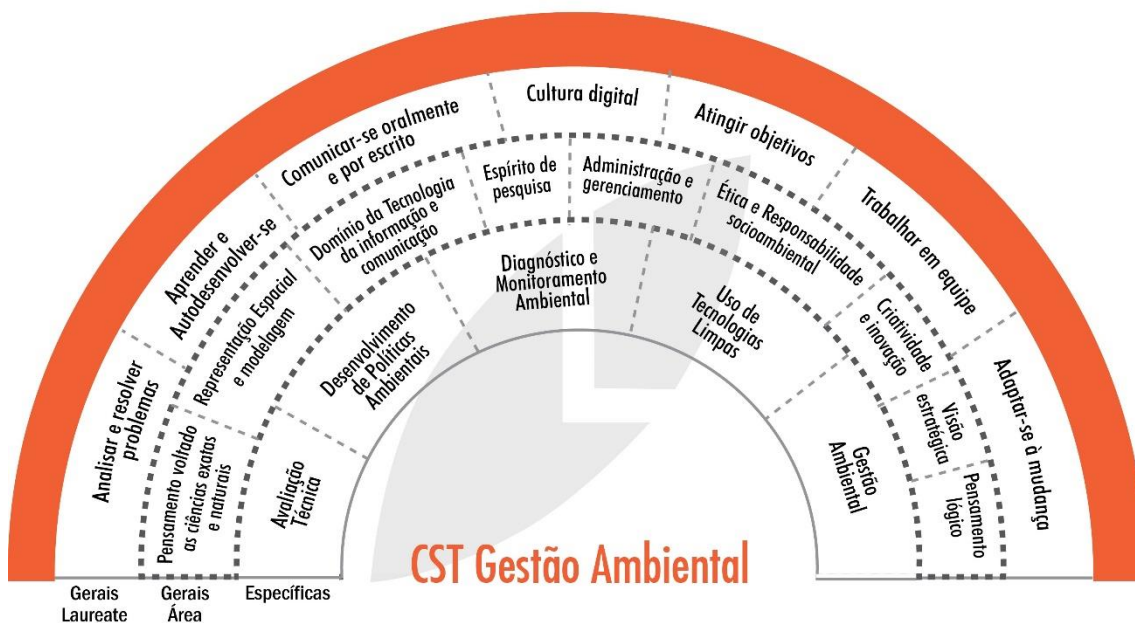 Analisar e resolver
problemas
Aprender e
Autodesenvolver-se
Comunicar-se oralmente
e por escrito
Cultura digital
Atingir objetivos
Trabalhar em equipe
Adaptar-se à mudança
Pensamento voltado
as ciências exatas
e naturais
Representação Espacial
e modelagem
Domínio da Tecnologia
da informação e
comunicação
Espírito de
pesquisa
Administração e
gerenciamento
Ética e Responsabilidade
socioambiental
Criatividade
e inovação
Visão
estratégica
Pensamento
lógico
Avaliação
Técnica
Desenvolvimento
de Políticas
Ambientais
Diagnóstico e
Monitoramento
Ambiental
Uso de
Tecnologias
Limpas
Gestão
Ambiental
CST Gestão Ambiental
Gerais
Laureate
Gerais
Área
Específicas